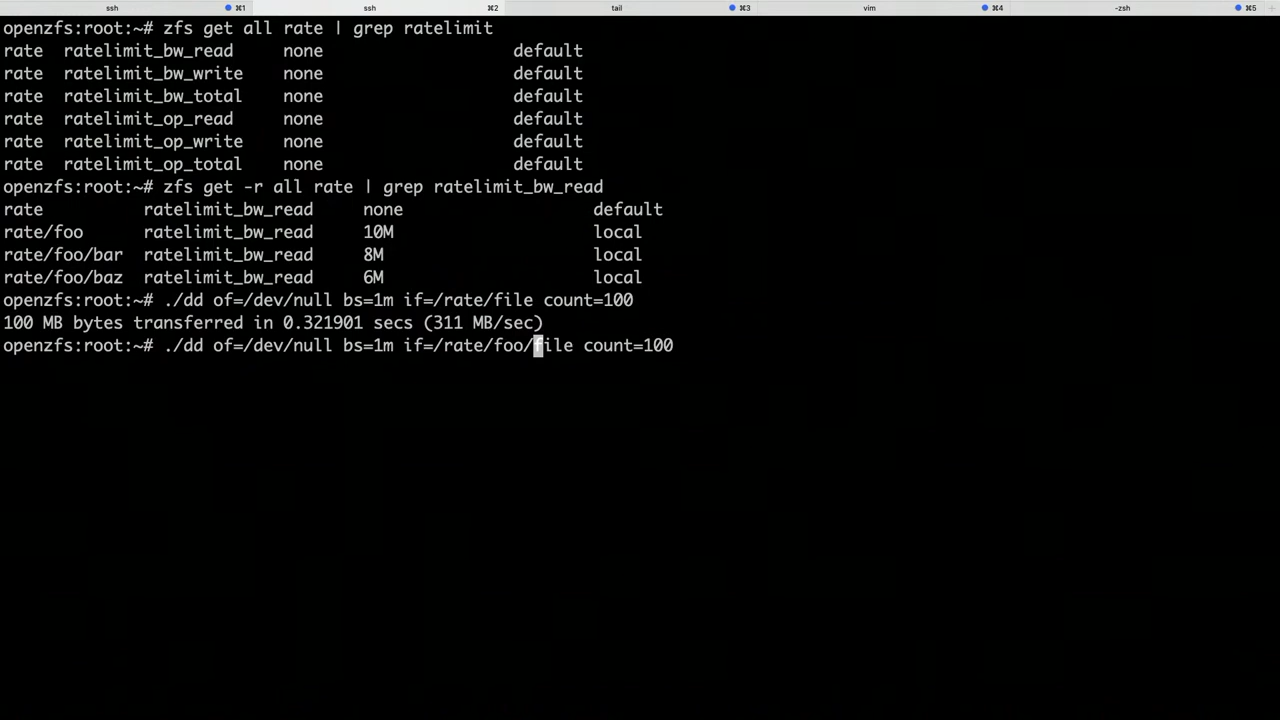 ssh ⌘1 ssh ⌘2 tail ⌘3 vim ⌘4 -zsh ⌘5 +
openzfs:root:~# zfs get all rate | grep ratelimit
rate  ratelimit_bw_read     none                   default
rate  ratelimit_bw_write    none                   default
rate  ratelimit_bw_total    none                   default
rate  ratelimit_op_read     none                   default
rate  ratelimit_op_write    none                   default
rate  ratelimit_op_total    none                   default
openzfs:root:~# zfs get -r all rate | grep ratelimit_bw_read
rate          ratelimit_bw_read     none                   default
rate/foo      ratelimit_bw_read     10M                    local
rate/foo/bar  ratelimit_bw_read     8M                     local
rate/foo/baz  ratelimit_bw_read     6M                     local
openzfs:root:~# ./dd of=/dev/null bs=1m if=/rate/file count=100
100 MB bytes transferred in 0.321901 secs (311 MB/sec)
openzfs:root:~# ./dd of=/dev/null bs=1m if=/rate/foo/file count=100